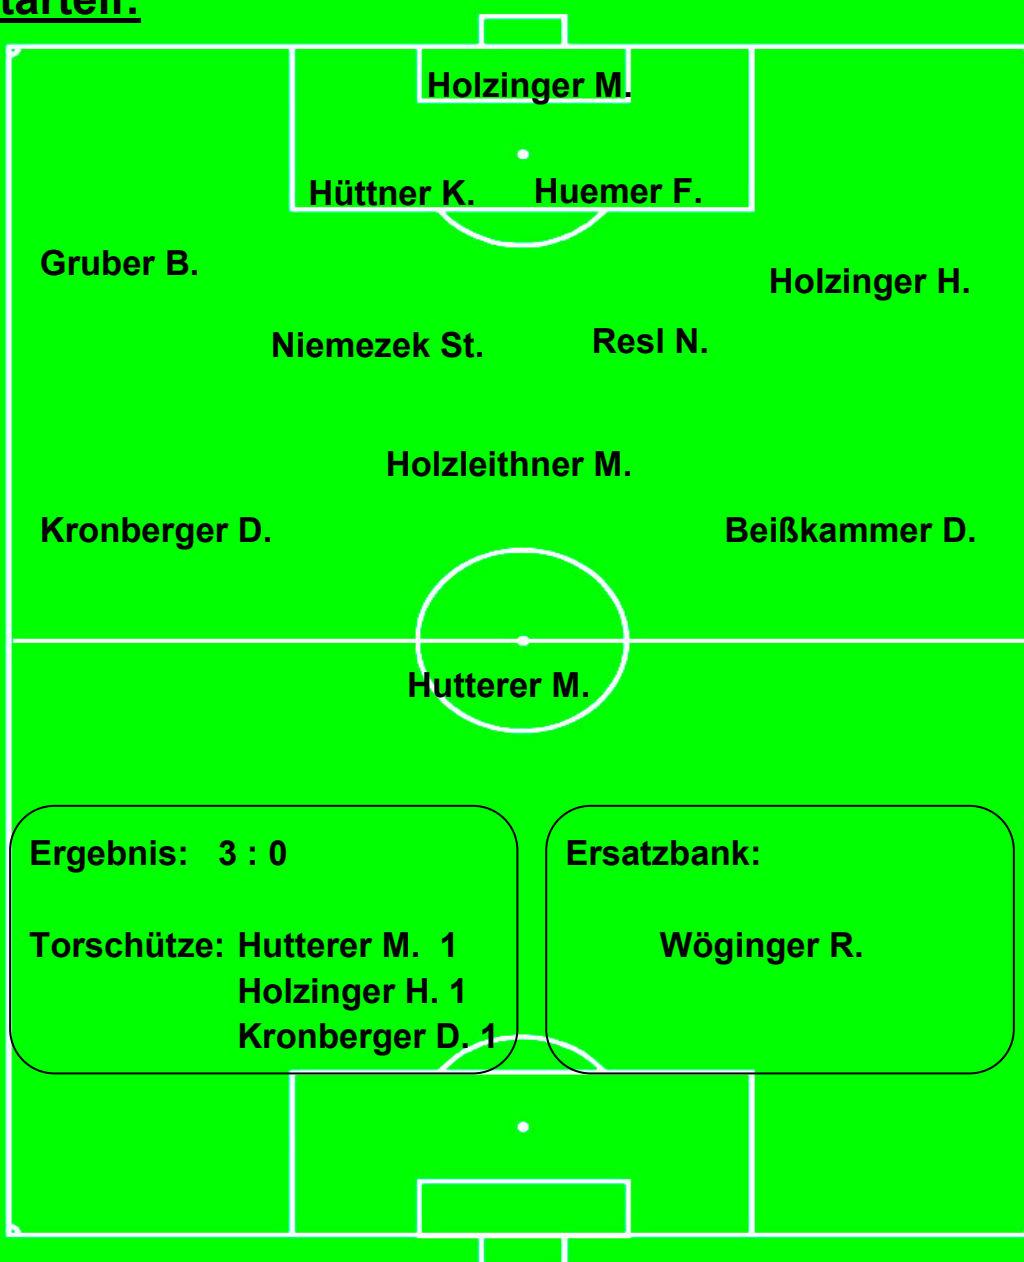 Holzinger M.
Hüttner K. Huemer F.
Gruber B.
Holzinger H.
Niemezek St. Resl N.
Holzleithner M.
Kronberger D. Beißkammer D.
Hutterer M.
Ergebnis: 3 : 0
Torschütze: Hutterer M. 1
Holzinger H. 1
Kronberger D. 1
Ersatzbank:
Wöginger R.